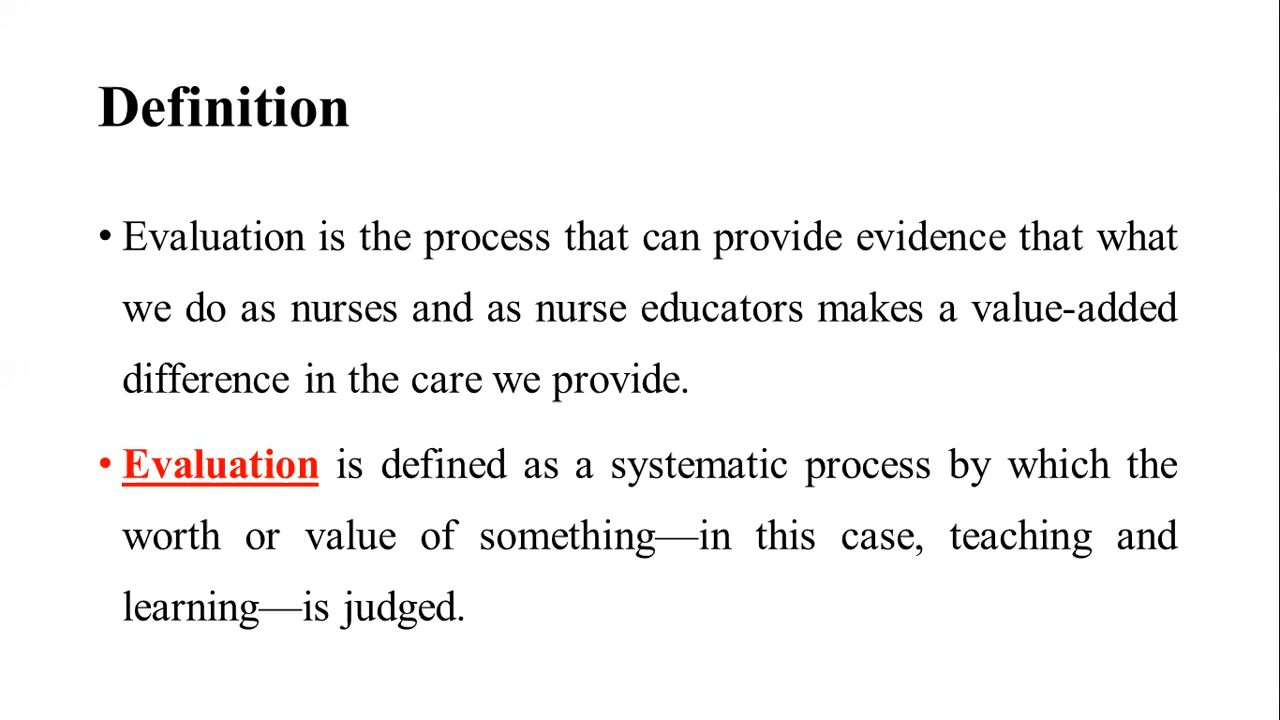 Definition
• Evaluation is the process that can provide evidence that what
we do as nurses and as nurse educators makes a value-added
difference in the care we provide.
• Evaluation is defined as a systematic process by which the
worth or value of something—in this case, teaching and
learning—is judged.